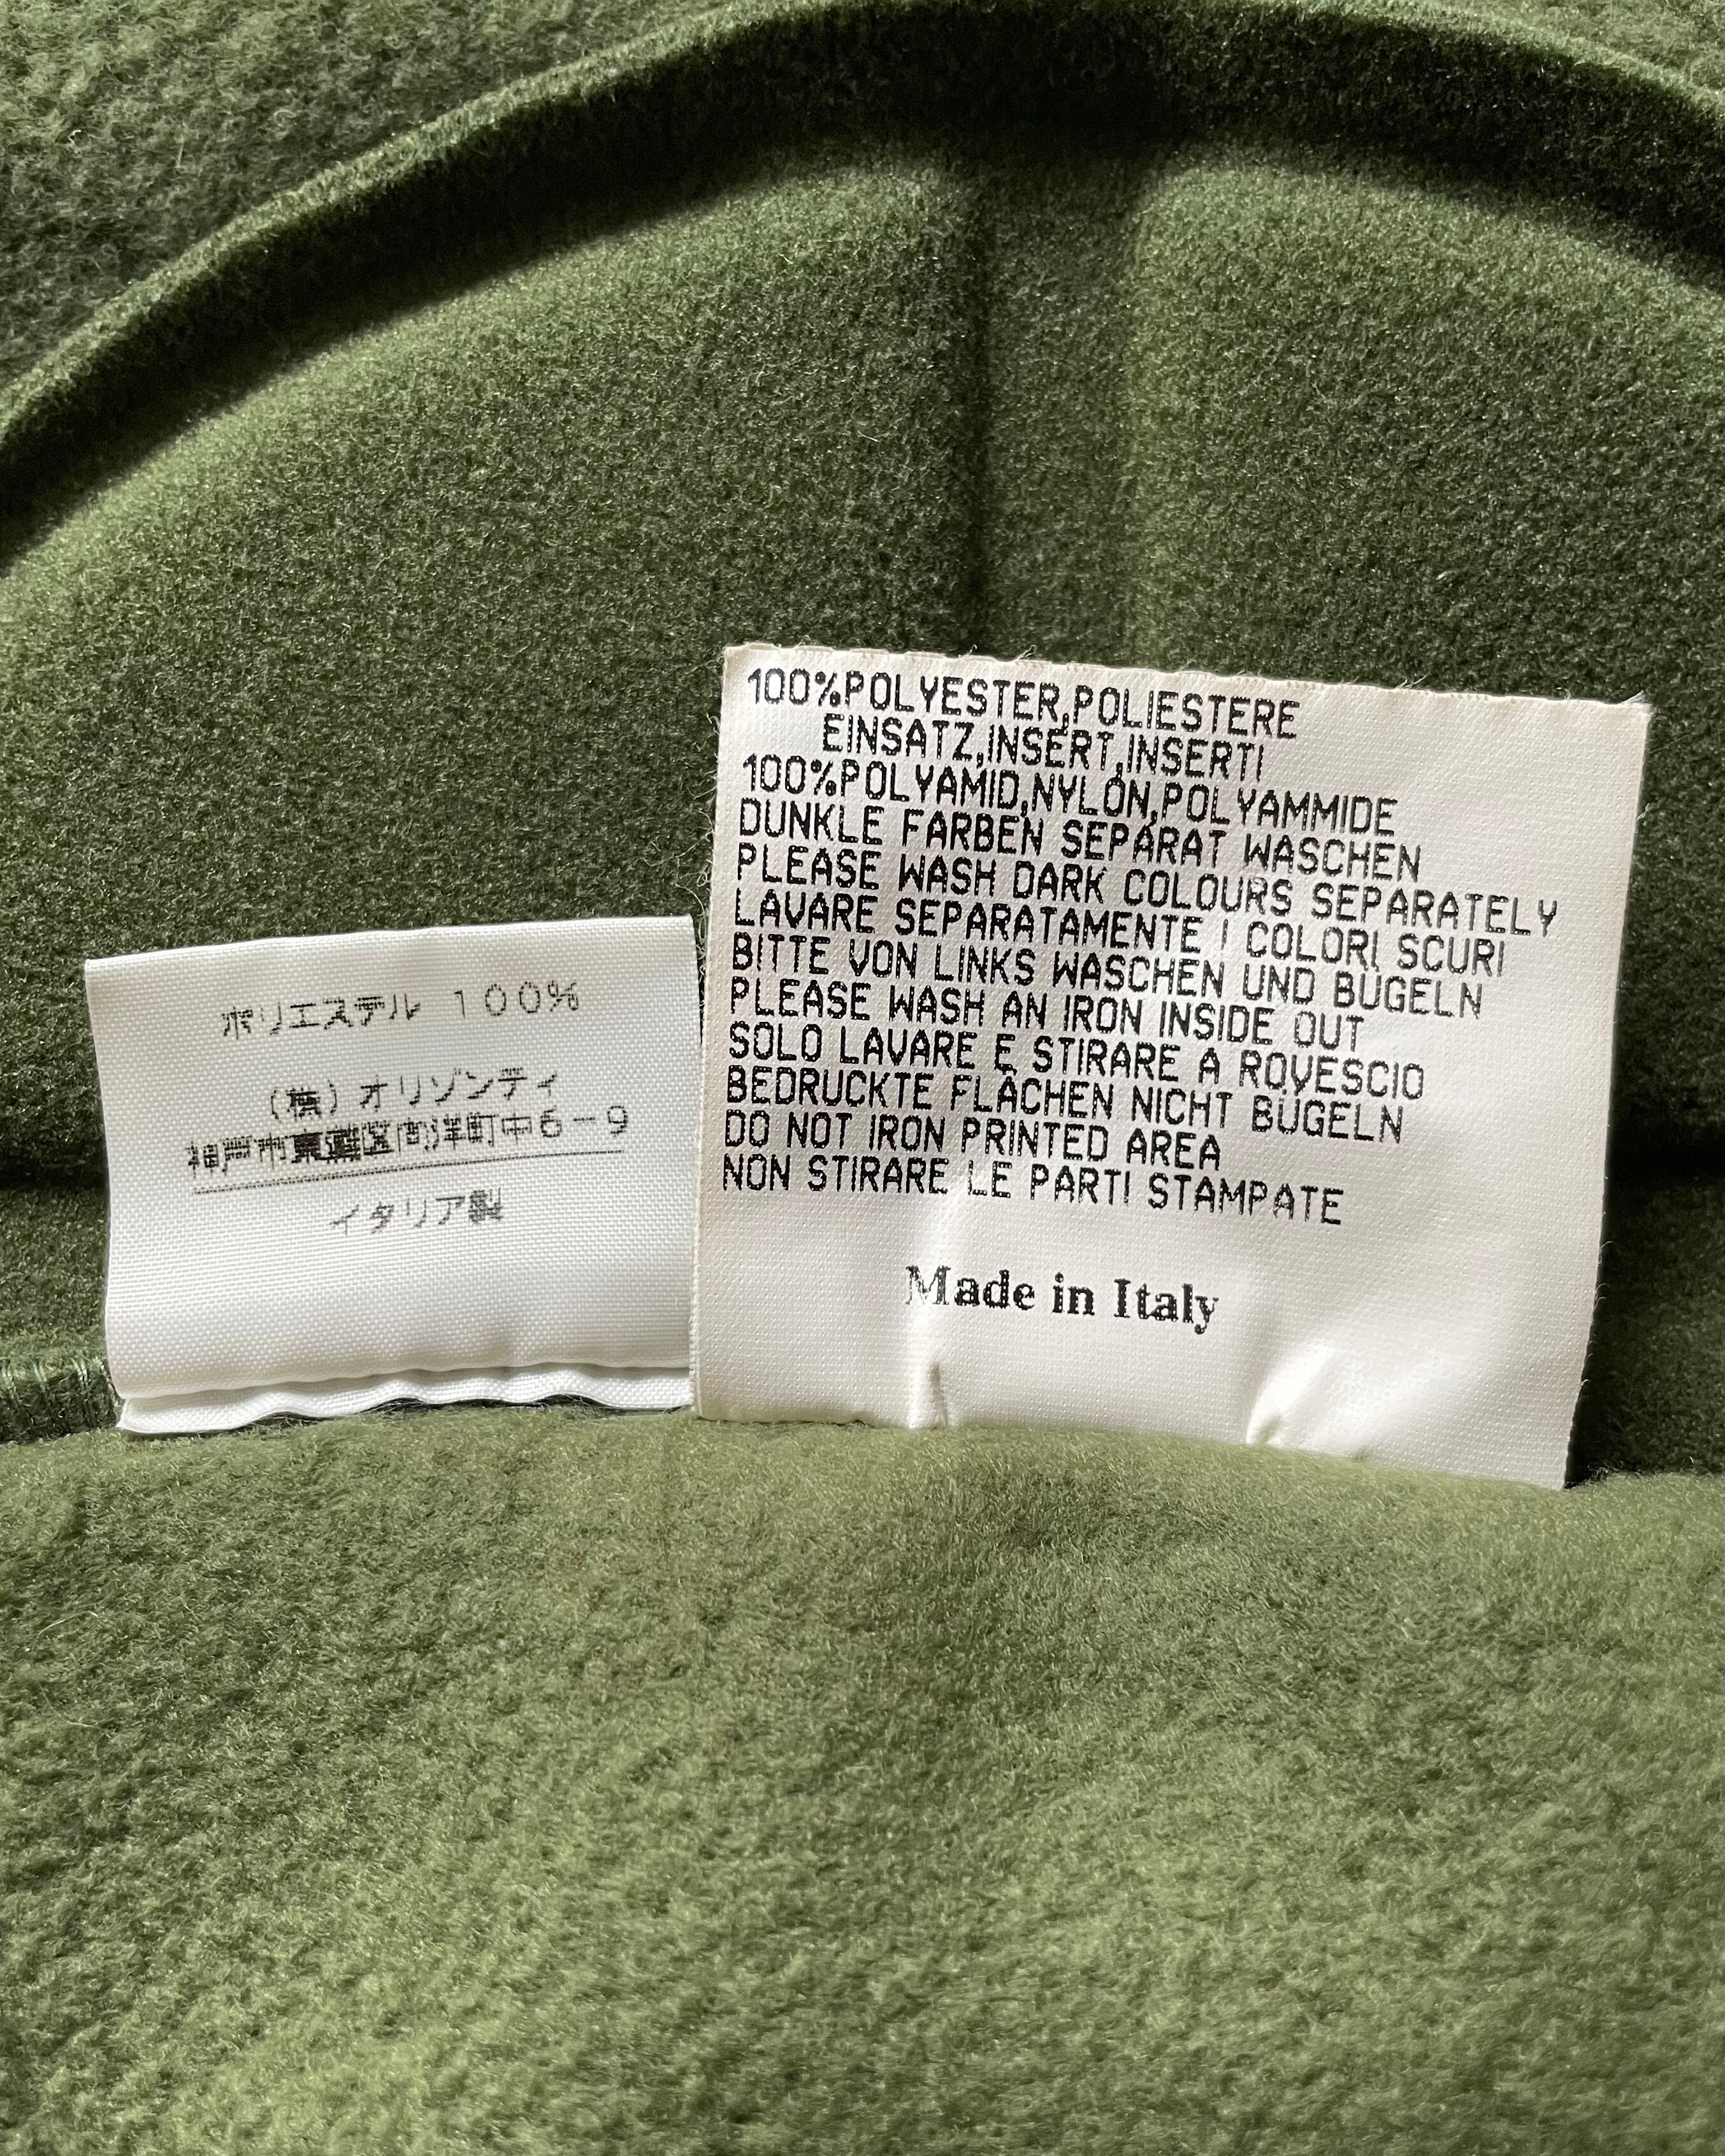 ポリエステル 100%
(株)オリゾンティ
神戸市東灘区向洋町中6-9
イタリア製
100%POLYESTER,POLIESTERE
EINSATZ,INSERT,INSERTI
100%POLYAMID,NYLON,POLYAMMIDE
DUNKLE FARBEN SEPARAT WASCHEN
PLEASE WASH DARK COLOURS SEPARATELY
LAVARE SEPARATAMENTE I COLORI SCURI
BITTE VON LINKS WASCHEN UND BÜGELN
PLEASE WASH AN IRON INSIDE OUT
SOLO LAVARE E STIRARE A ROVESCIO
BEDRUCKTE FLÄCHEN NICHT BÜGELN
DO NOT IRON PRINTED AREA
NON STIRARE LE PARTI STAMPATE
Made in Italy